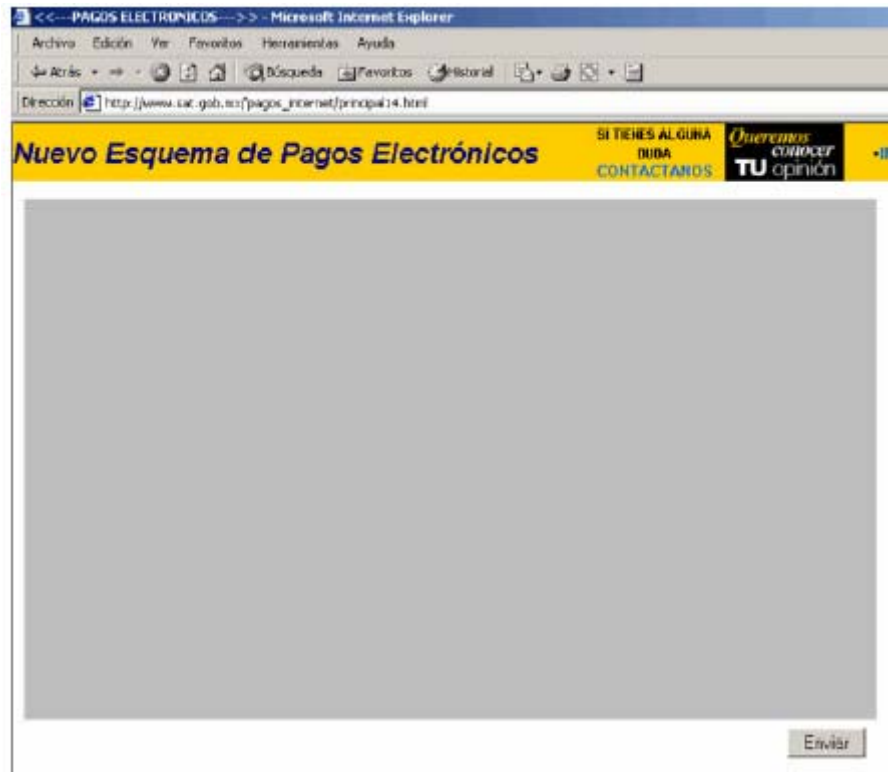 <<---PAGOS ELECTRONICOS--->> - Microsoft Internet Explorer
Archivo Edición Ver Favoritos Herramientas Ayuda
Atrás Búsqueda Favoritos Historial
Dirección http://www.sat.gob.mx/pagos_internet/principal14.html
Nuevo Esquema de Pagos Electrónicos
SI TIENES ALGUNA
DUDA
CONTACTANOS
Queremos
conocer
TU opinión
Enviar